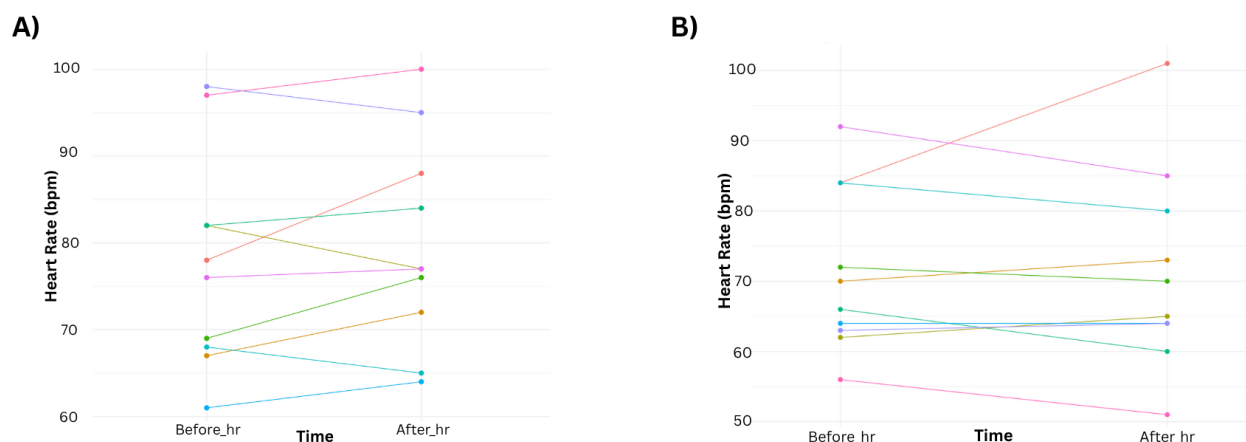 A)
Heart Rate (bpm)
100
90
80
70
60
Before_hr
After_hr
Time
B)
Heart Rate (bpm)
100
90
80
70
60
50
Before hr
After hr
Time